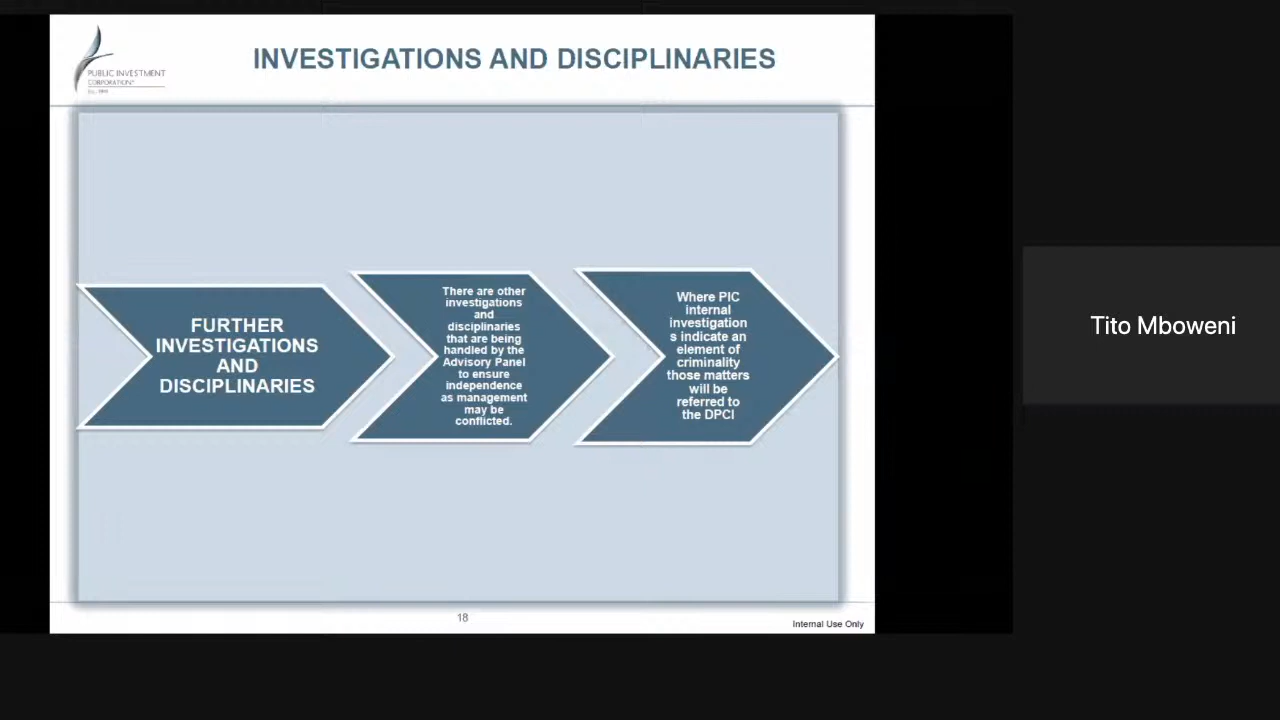 PUBLIC INVESTMENT
CORPORATION®
INVESTIGATIONS AND DISCIPLINARIES
FURTHER
INVESTIGATIONS
AND
DISCIPLINARIES
There are other
investigations
and
disciplinaries
that are being
handled by the
Advisory Panel
to ensure
independence
as management
may be
conflicted.
Where PIC
internal
investigation
s indicate an
element of
criminality
those matters
will be
referred to
the DPCI
18
Internal Use Only
Tito Mboweni